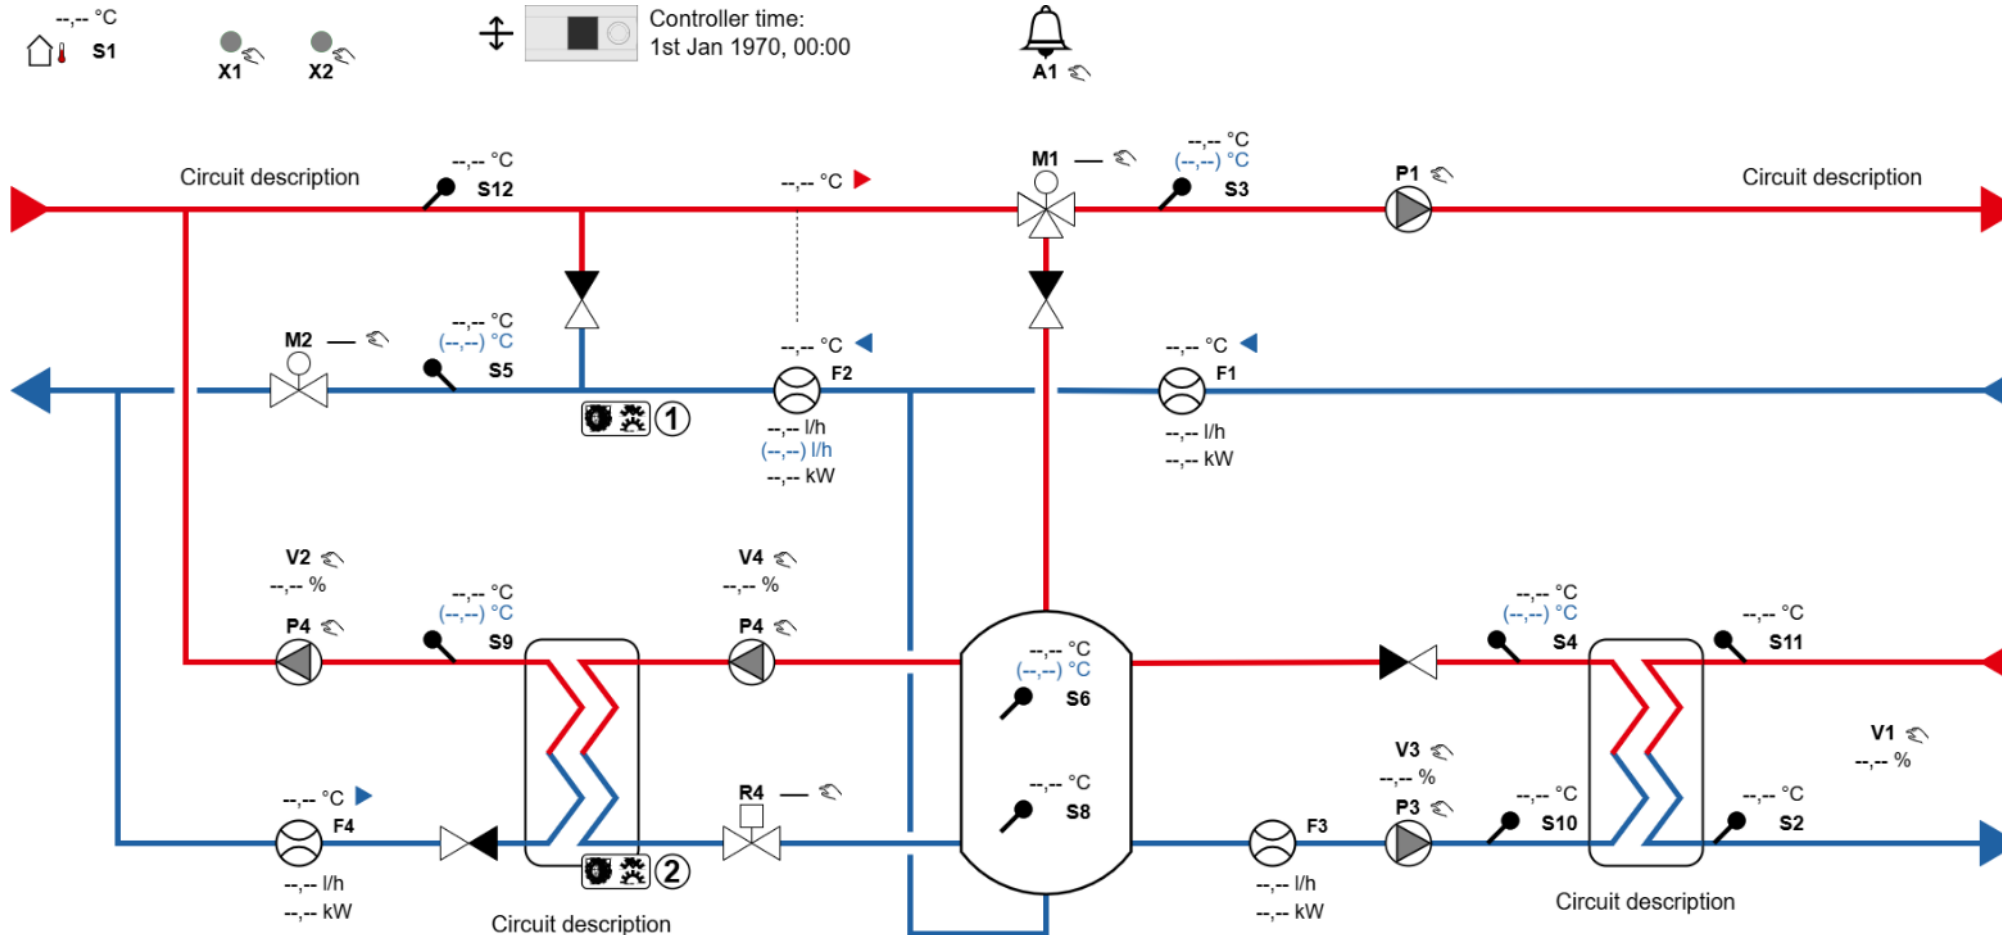 --,-- °C
S1
X1
X2
Controller time:
1st Jan 1970, 00:00
A1
Circuit description
--,-- °C
S12
--,-- °C
M1
--,-- °C
(--,--) °C
S3
P1
Circuit description
M2
--,-- °C
(--,--) °C
S5
--,-- °C
F2
--,-- l/h
(--,--) l/h
--,-- kW
1
--,-- °C
F1
--,-- l/h
--,-- kW
V2
--,-- %
P4
--,-- °C
(--,--) °C
S9
V4
--,-- %
P4
--,-- °C
(--,--) °C
S6
--,-- °C
S8
--,-- °C
(--,--) °C
S4
--,-- °C
S11
V1
--,-- %
V3
--,-- %
P3
--,-- °C
S10
--,-- °C
S2
--,-- °C
F4
--,-- l/h
--,-- kW
R4
2
Circuit description
F3
--,-- l/h
--,-- kW
Circuit description